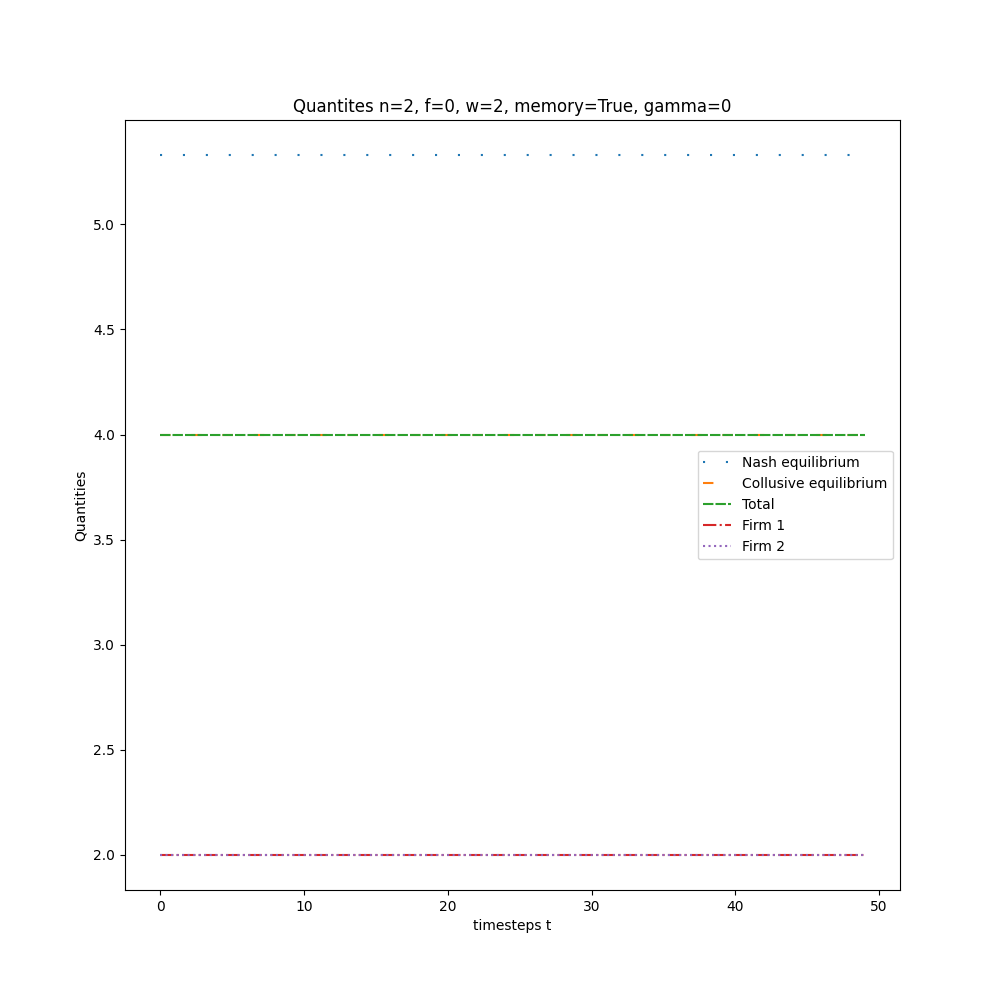 Quantites n=2, f=0, w=2, memory=True, gamma=0
5.0
4.5
4.0
3.5
3.0
2.5
2.0
Quantities
Nash equilibrium
Collusive equilibrium
Total
Firm 1
Firm 2
0 10 20 30 40 50
timesteps t